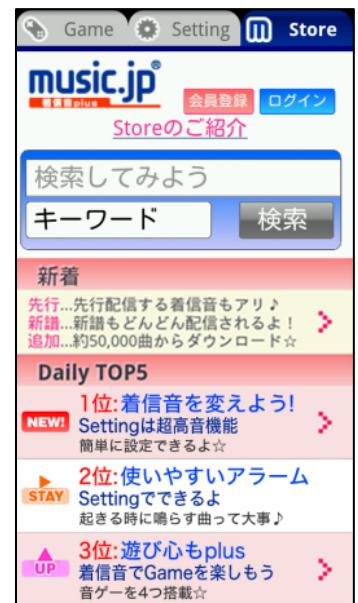 Game
Setting
Store
music.jp
着信音plus
会員登録
ログイン
Storeのご紹介
検索してみよう
キーワード
検索
新着
先行...先行配信する着信音もアリ♪
新譜...新譜もどんどん配信されるよ！
追加...約50,000曲からダウンロード☆
Daily TOP5
NEW!
1位:着信音を変えよう!
Settingは超高音機能
簡単に設定できるよ☆
STAY
2位:使いやすいアラーム
Settingでできるよ
起きる時に鳴らす曲って大事♪
UP
3位:遊び心もplus
着信音でGameを楽しもう
音ゲーを4つ搭載☆